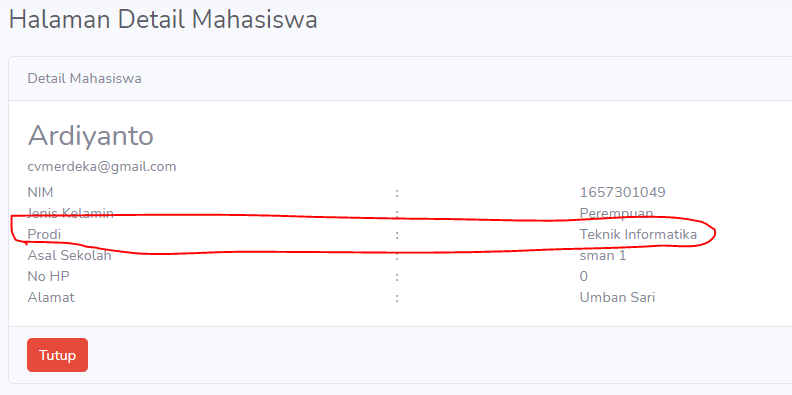 Halaman Detail Mahasiswa
Detail Mahasiswa
Ardiyanto
cvmerdeka@gmail.com
NIM : 1657301049
Jenis Kelamin : Perempuan
Prodi : Teknik Informatika
Asal Sekolah : sman 1
No HP : 0
Alamat : Umban Sari
Tutup